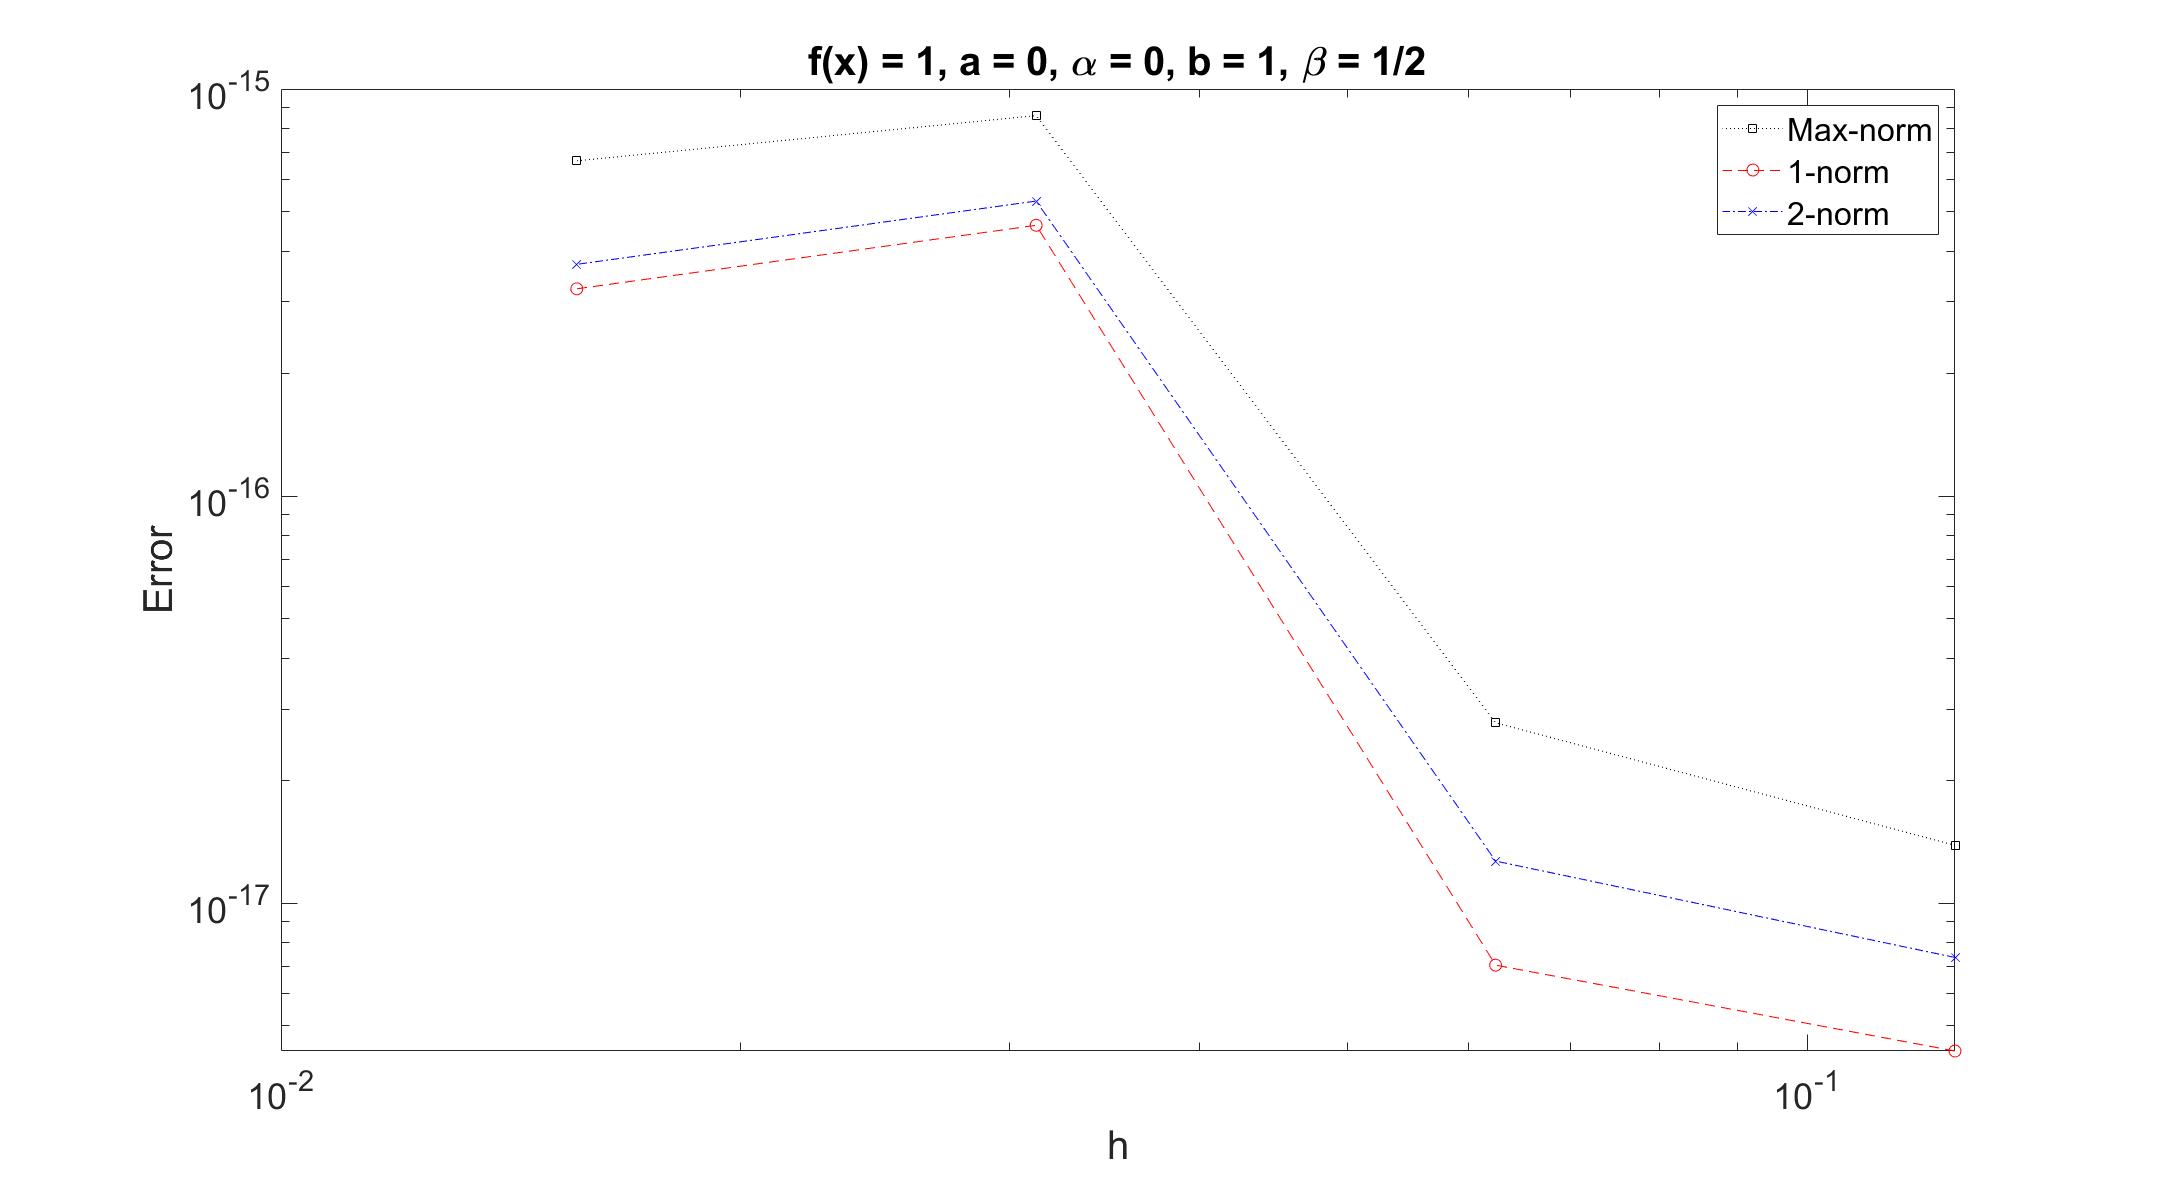 f(x) = 1, a = 0, α = 0, b = 1, β = 1/2
10^-15
10^-16
10^-17
Error
Max-norm
1-norm
2-norm
10^-2
10^-1
h